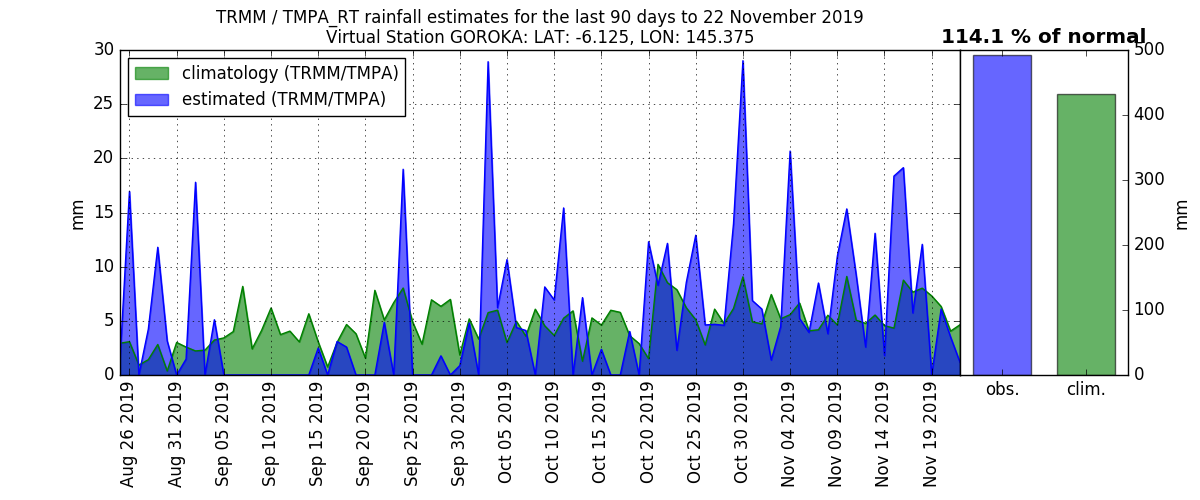 TRMM / TMPA_RT rainfall estimates for the last 90 days to 22 November 2019
Virtual Station GOROKA: LAT: -6.125, LON: 145.375
114.1 % of normal
climatology (TRMM/TMPA)
estimated (TRMM/TMPA)
30
25
20
15
10
5
0
mm
Aug 26 2019
Aug 31 2019
Sep 05 2019
Sep 10 2019
Sep 15 2019
Sep 20 2019
Sep 25 2019
Sep 30 2019
Oct 05 2019
Oct 10 2019
Oct 15 2019
Oct 20 2019
Oct 25 2019
Oct 30 2019
Nov 04 2019
Nov 09 2019
Nov 14 2019
Nov 19 2019
500
400
300
200
100
0
mm
obs.
clim.